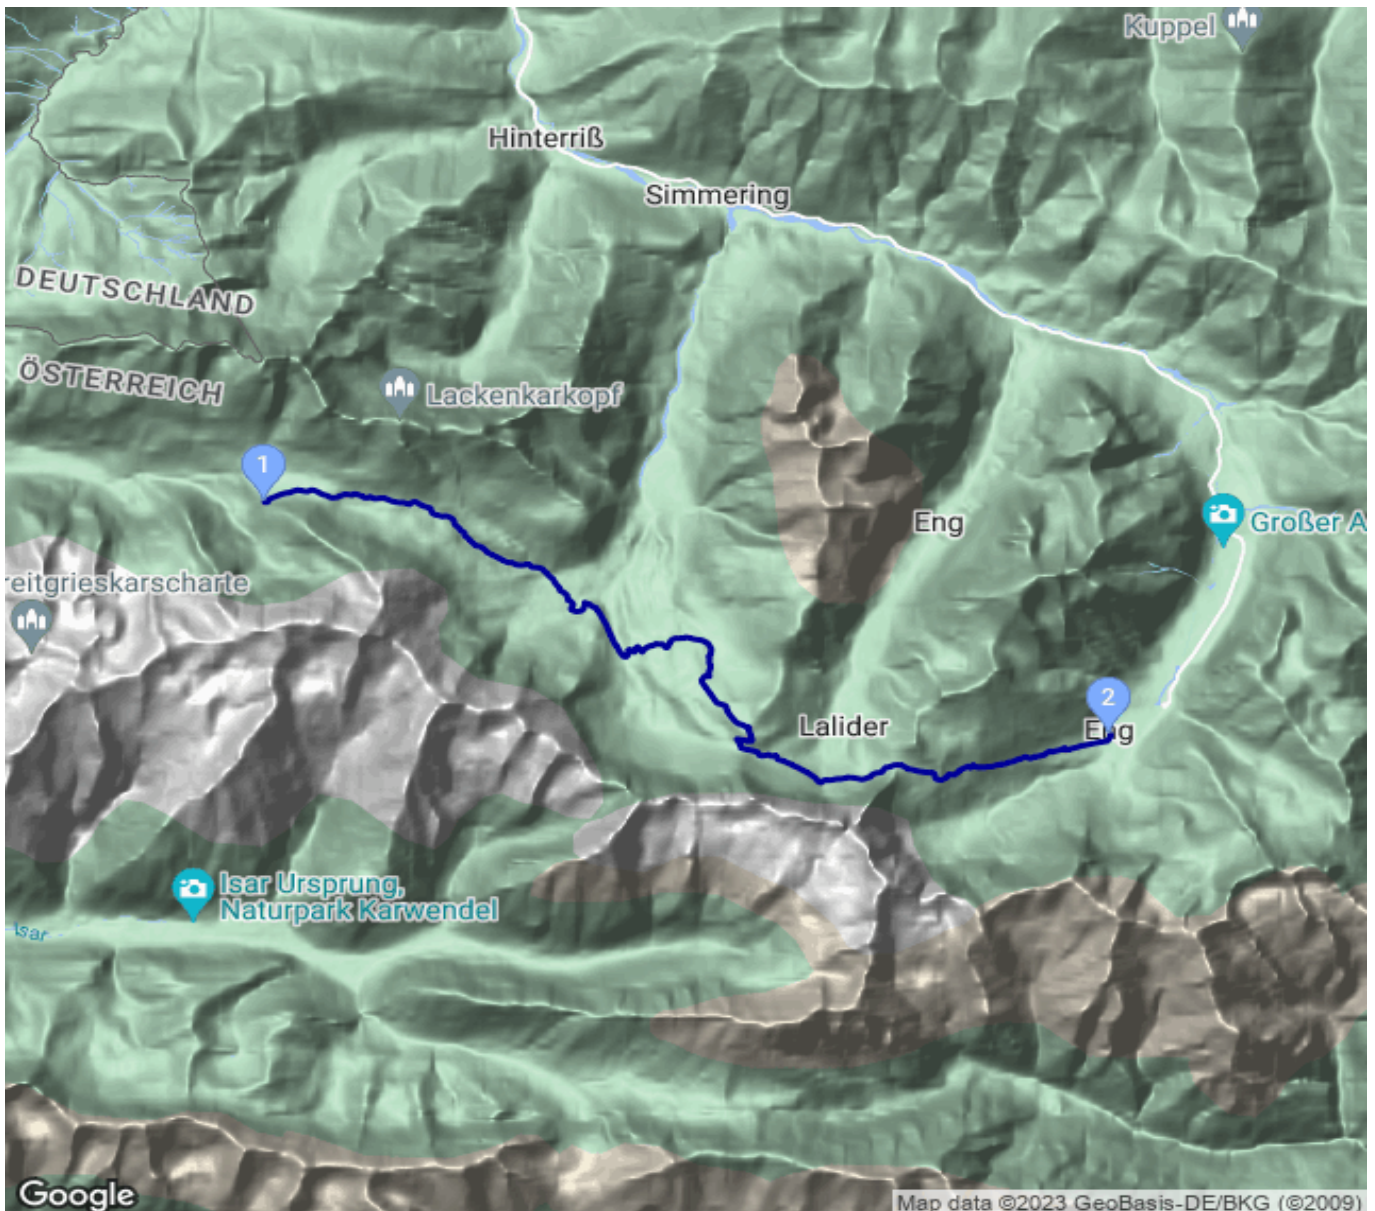 Kuppel
Hinterriß
Simmering
DEUTSCHLAND
ÖSTERREICH
Lackenkarkopf
1
Eng
Großer A
reitgrieskarscharte
2
Lalider
Eng
Isar Ursprung,
Naturpark Karwendel
Isar
Google
Map data ©2023 GeoBasis-DE/BKG (©2009)